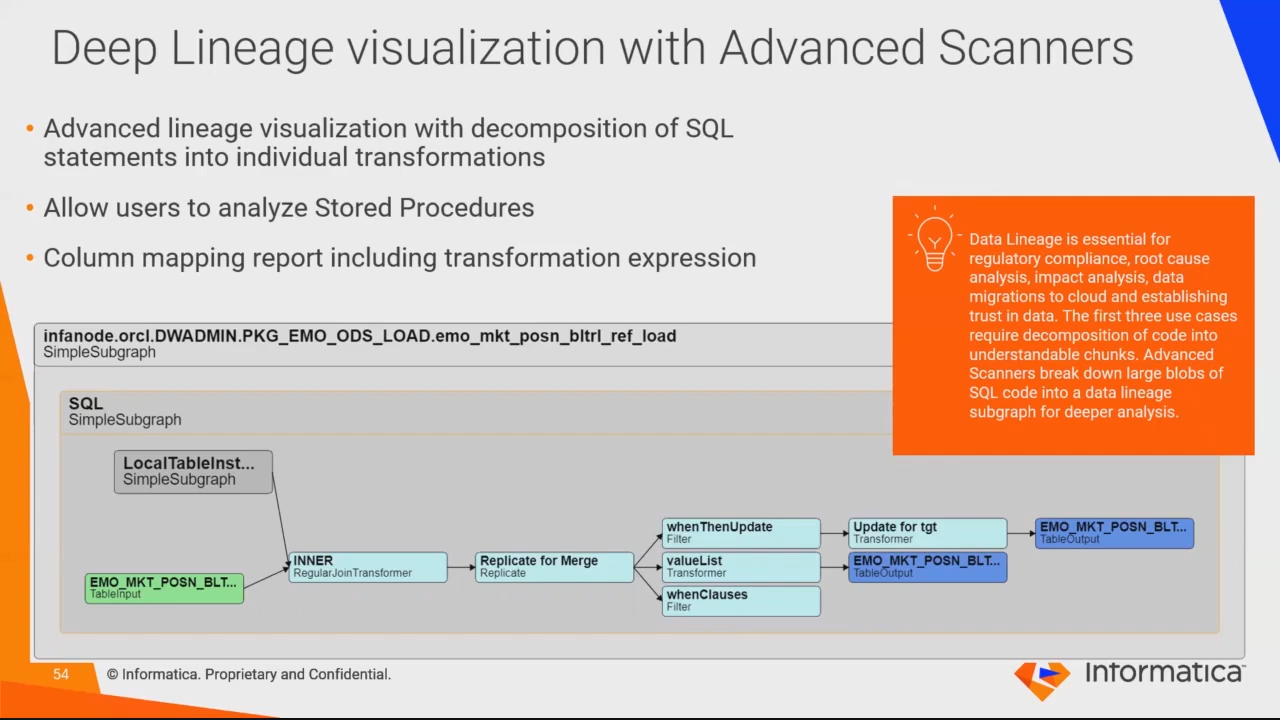 Deep Lineage visualization with Advanced Scanners
• Advanced lineage visualization with decomposition of SQL
statements into individual transformations
• Allow users to analyze Stored Procedures
• Column mapping report including transformation expression
Data Lineage is essential for
regulatory compliance, root cause
analysis, impact analysis, data
migrations to cloud and establishing
trust in data. The first three use cases
require decomposition of code into
understandable chunks. Advanced
Scanners break down large blobs of
SQL code into a data lineage
subgraph for deeper analysis.
infanode.orcl.DWADMIN.PKG_EMO_ODS_LOAD.emo_mkt_posn_bltrl_ref_load
SimpleSubgraph
SQL
SimpleSubgraph
LocalTableInst...
SimpleSubgraph
EMO_MKT_POSN_BLT...
TableInput
INNER
RegularJoinTransformer
Replicate for Merge
Replicate
whenThenUpdate
Filter
Update for tgt
Transformer
EMO_MKT_POSN_BLT...
TableOutput
valueList
Transformer
EMO_MKT_POSN_BLT...
TableOutput
whenClauses
Filter
54
© Informatica. Proprietary and Confidential.
Informatica™